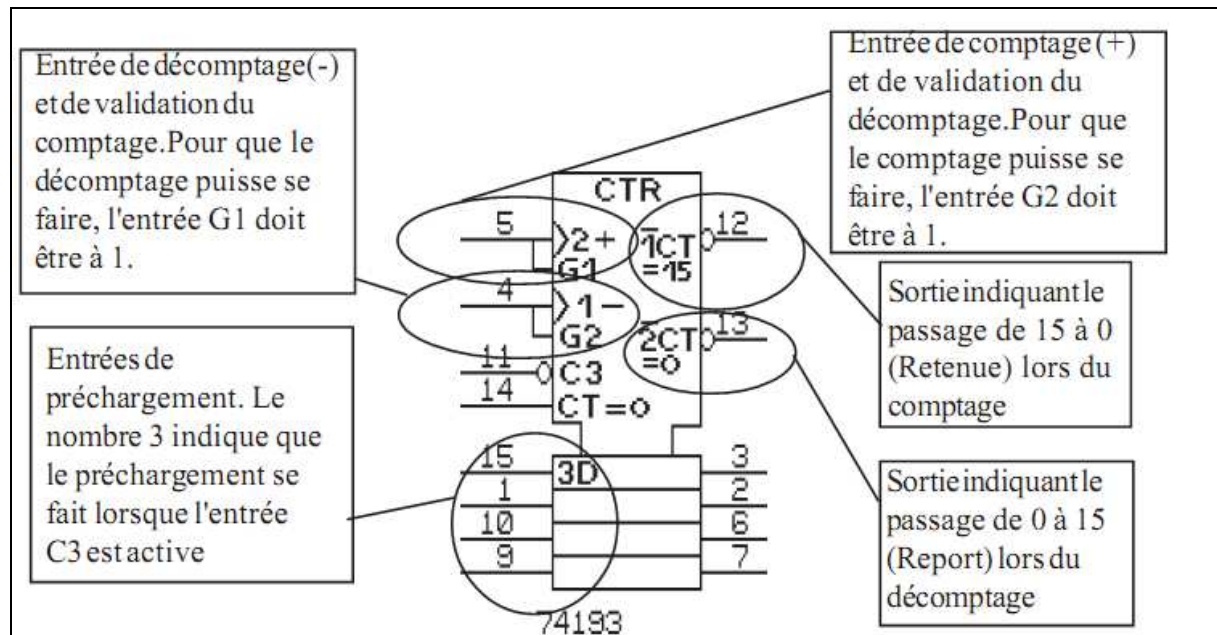 Entrée de décomptage(-)
et de validation du
comptage.Pour que le
décomptage puisse se
faire, l'entrée G1 doit
être à 1.
Entrée de comptage (+)
et de validation du
décomptage.Pour que
le comptage puisse se
faire, l'entrée G2 doit
être à 1.
CTR
5
>2+
G1
4
>1-
G2
11
C3
14
CT=0
1CT
=15
12
2CT
=0
13
Entrées de
préchargement. Le
nombre 3 indique que
le préchargement se
fait lorsque l'entrée
C3 est active
Sortie indiquant le
passage de 15 à 0
(Retenue) lors du
comptage
15
3D
3
1
2
10
6
9
7
74193
Sortie indiquant le
passage de 0 à 15
(Report) lors du
décomptage